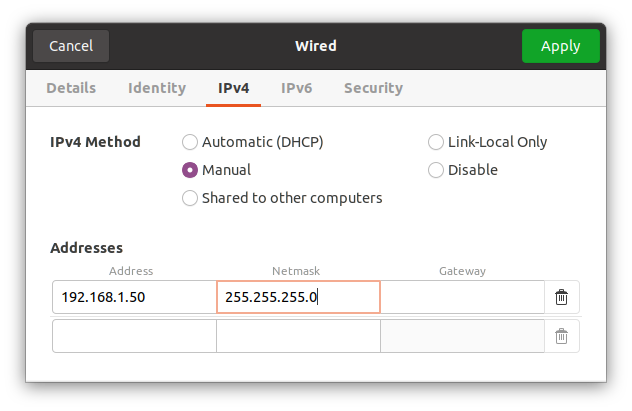 Cancel Wired Apply
Details Identity IPv4 IPv6 Security
IPv4 Method Automatic (DHCP) Link-Local Only
Manual Disable
Shared to other computers
Addresses
Address Netmask Gateway
192.168.1.50 255.255.255.0